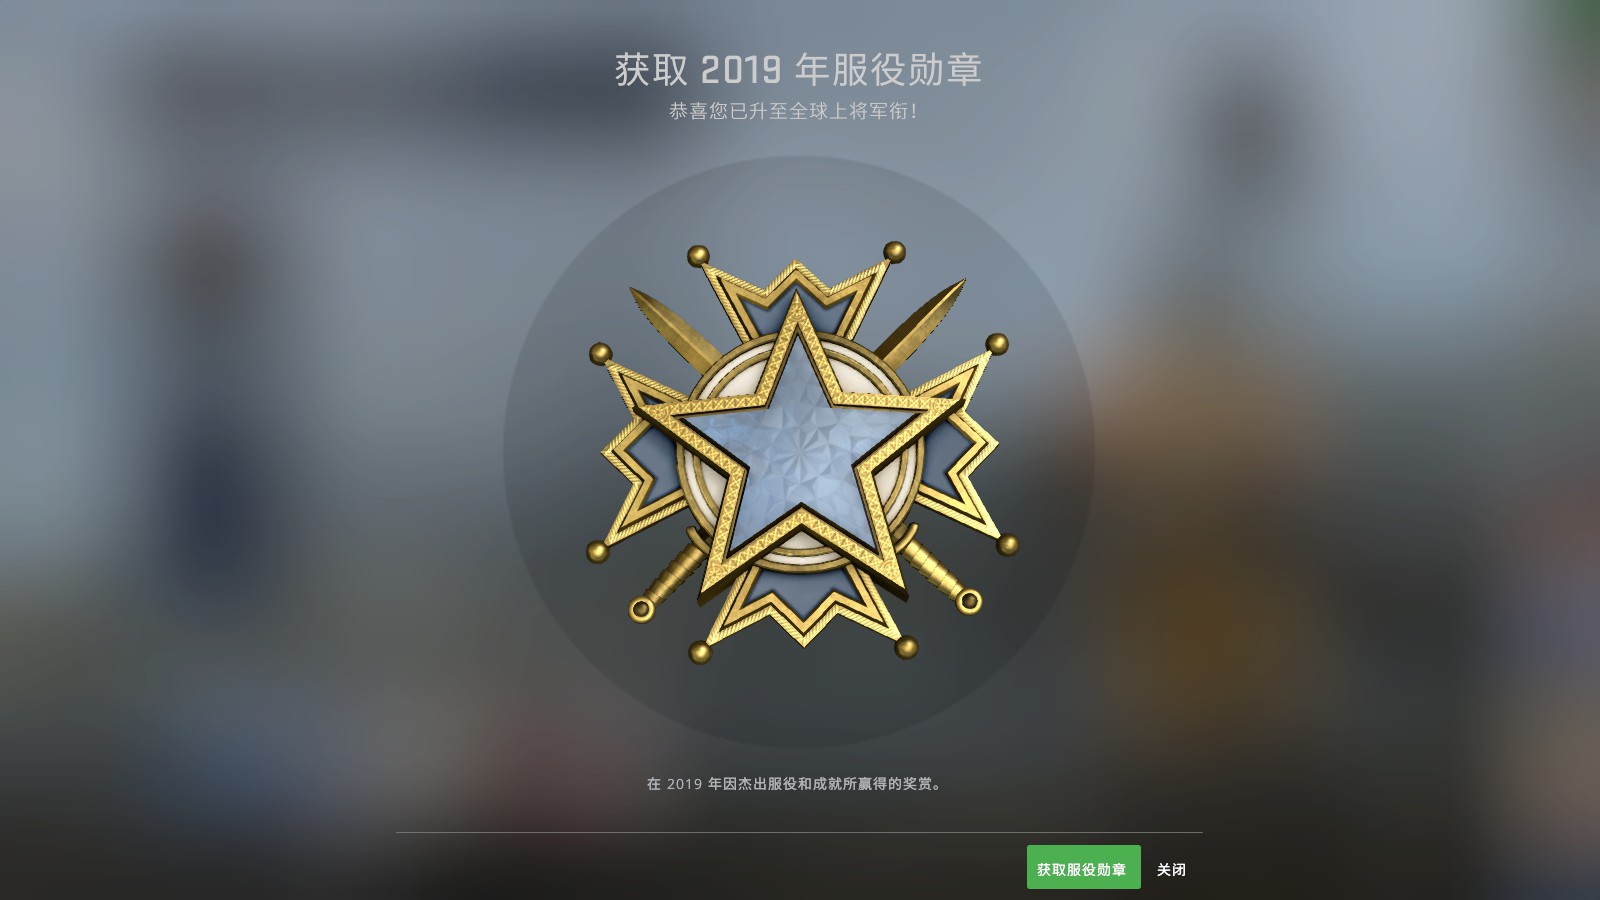 获取 2019 年服役勋章
恭喜您已升至全球上将军衔！
在 2019 年因杰出服役和成就所赢得的奖赏。
获取服役勋章
关闭